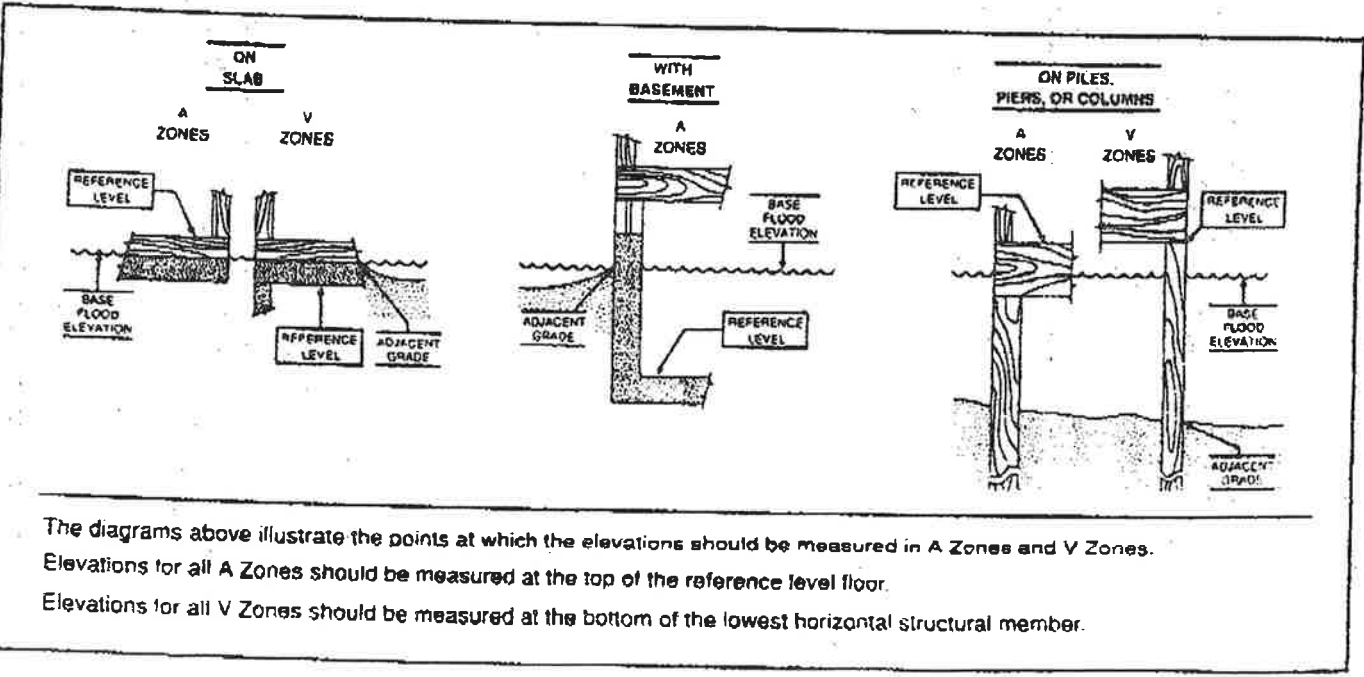 ON
SLAB
A
ZONES
V
ZONES
REFERENCE
LEVEL
BASE
FLOOD
ELEVATION
REFERENCE
LEVEL
ADJACENT
GRADE
WITH
BASEMENT
A
ZONES
BASE
FLOOD
ELEVATION
ADJACENT
GRADE
REFERENCE
LEVEL
ON PILES,
PIERS, OR COLUMNS
A
ZONES
V
ZONES
REFERENCE
LEVEL
REFERENCE
LEVEL
BASE
FLOOD
ELEVATION
ADJACENT
GRADE
The diagrams above illustrate the points at which the elevations should be measured in A Zones and V Zones.
Elevations for all A Zones should be measured at the top of the reference level floor.
Elevations for all V Zones should be measured at the bottom of the lowest horizontal structural member.